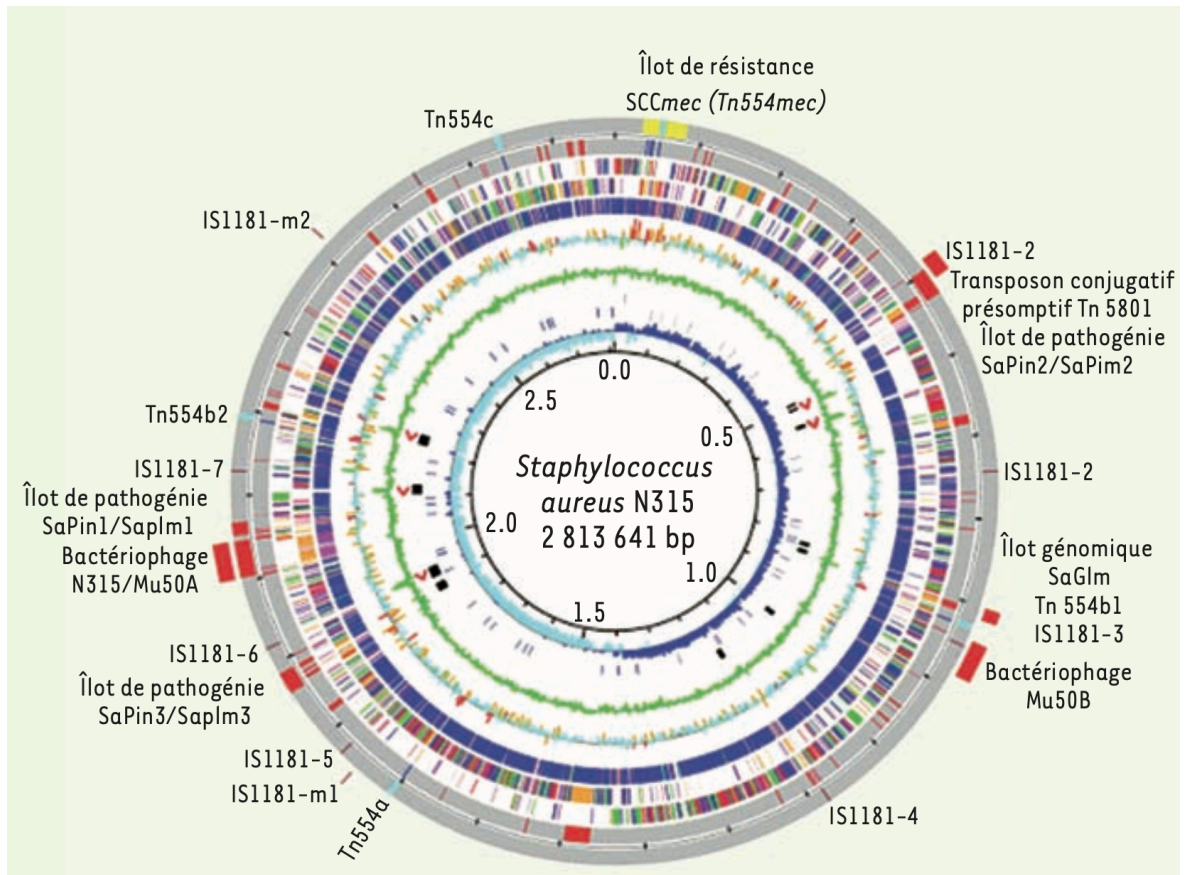 Îlot de résistance
SCCmec (Tn554mec)
Tn554c
IS1181-m2
IS1181-2
Transposon conjugatif
présomptif Tn 5801
Îlot de pathogénie
SaPin2/SaPim2
0.0
2.5
0.5
Tn554b2
IS1181-7
Îlot de pathogénie
SaPin1/SapIm1
Bactériophage
N315/Mu50A
Staphylococcus
aureus N315
2 813 641 bp
IS1181-2
2.0
1.0
1.5
Îlot génomique
SaGIm
Tn 554b1
IS1181-3
Bactériophage
Mu50B
IS1181-6
Îlot de pathogénie
SaPin3/SapIm3
IS1181-5
IS1181-m1
Tn554a
IS1181-4